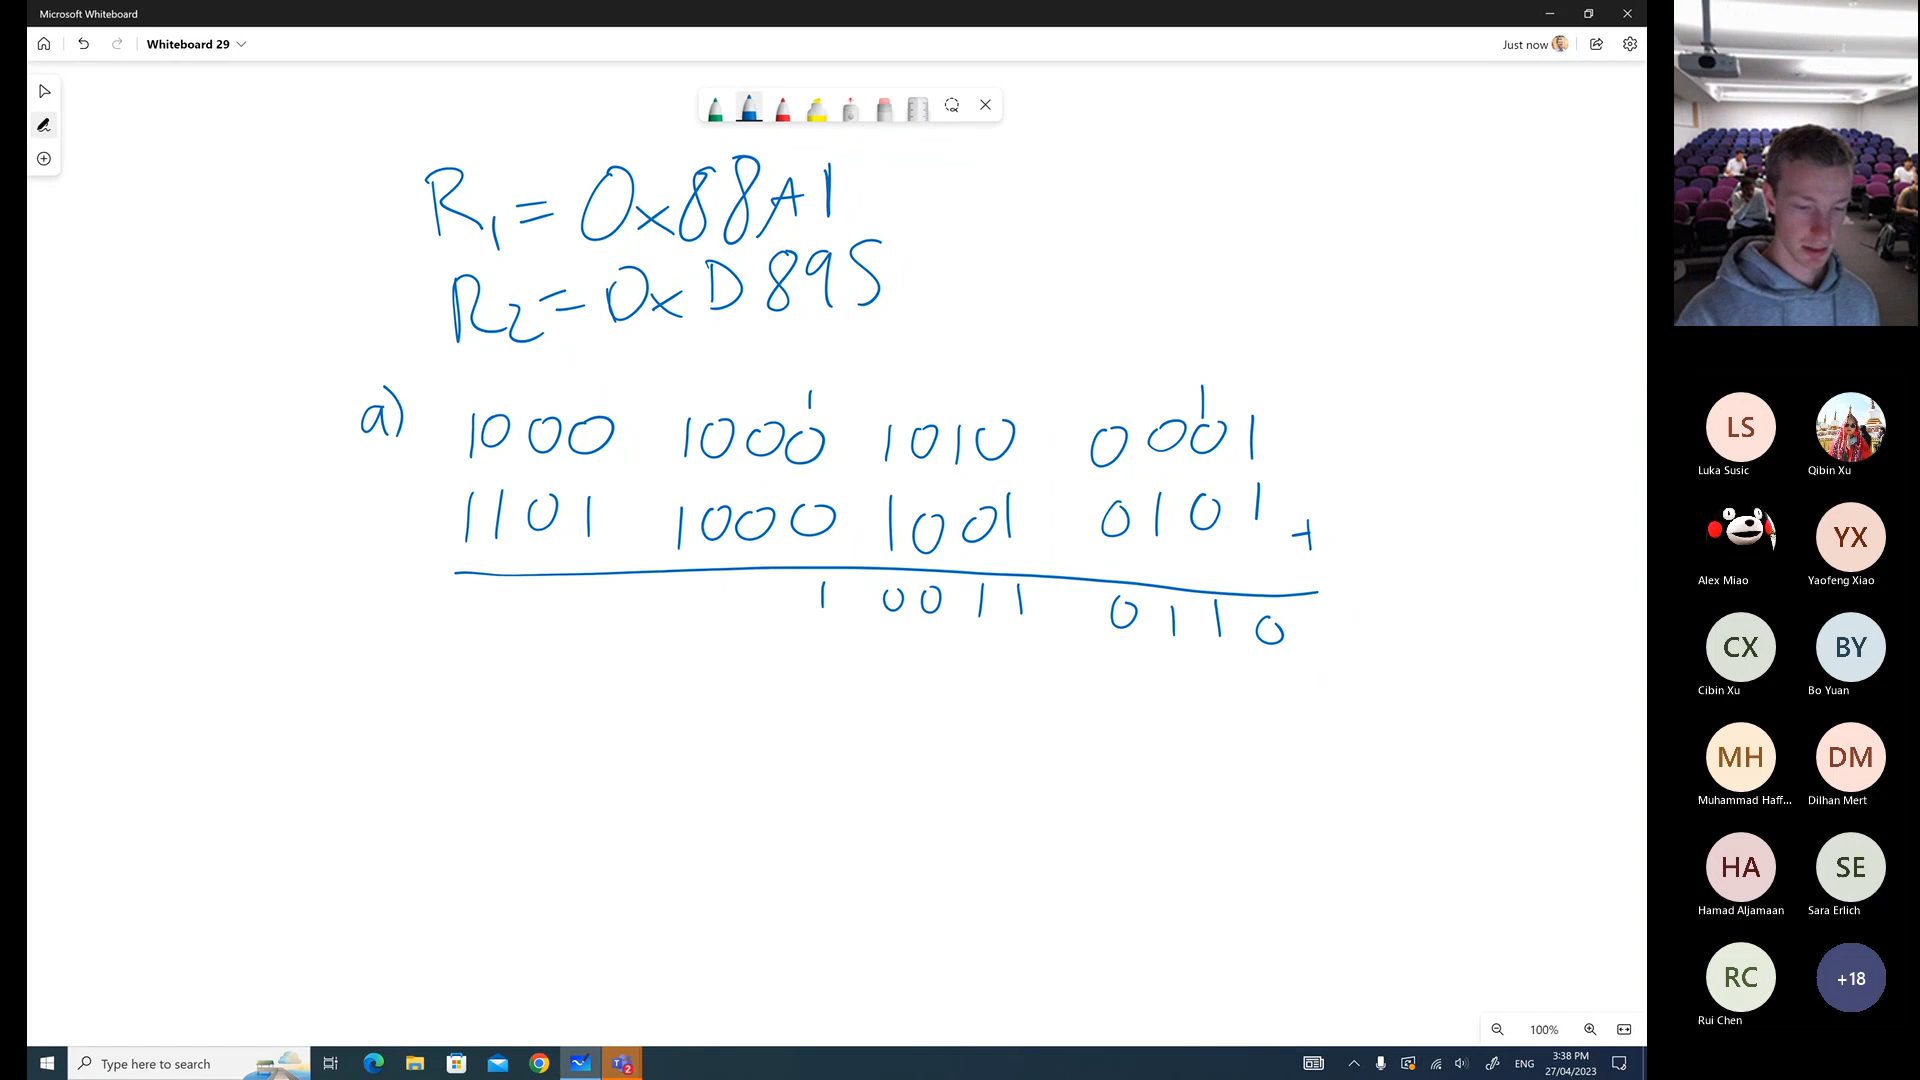 Microsoft Whiteboard
Whiteboard 29
Just now
R1 = 0x88A1
R2 = 0xD895
1 1
a) 1000 1000 1010 0001
1101 1000 1001 0101 +
1 0011 0110
LS
Luka Susic
Qibin Xu
Alex Miao
YX
Yaofeng Xiao
CX
Cibin Xu
BY
Bo Yuan
MH
Muhammad Haff...
DM
Dilhan Mert
HA
Hamad Aljamaan
SE
Sara Erlich
RC
Rui Chen
+18
100%
Type here to search
2
ENG
3:38 PM
27/04/2023